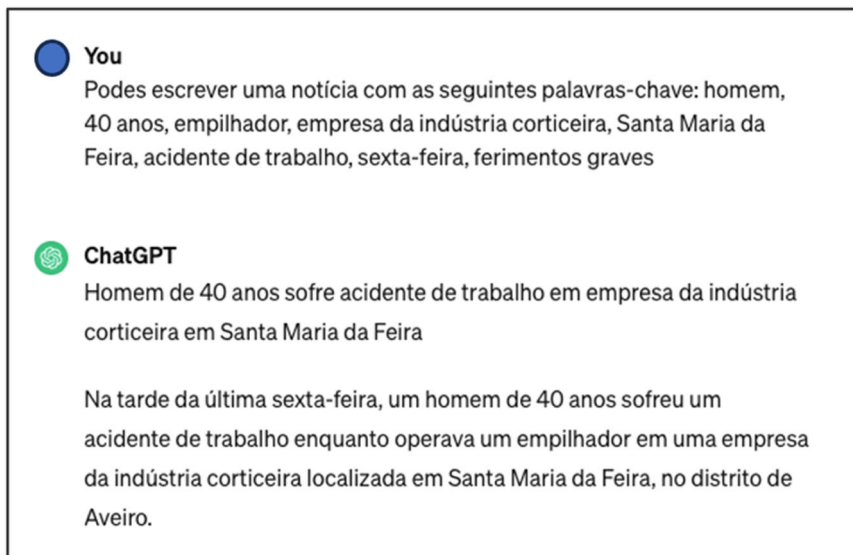 You
Podes escrever uma notícia com as seguintes palavras-chave: homem,
40 anos, empilhador, empresa da indústria corticeira, Santa Maria da
Feira, acidente de trabalho, sexta-feira, ferimentos graves
ChatGPT
Homem de 40 anos sofre acidente de trabalho em empresa da indústria
corticeira em Santa Maria da Feira
Na tarde da última sexta-feira, um homem de 40 anos sofreu um
acidente de trabalho enquanto operava um empilhador em uma empresa
da indústria corticeira localizada em Santa Maria da Feira, no distrito de
Aveiro.